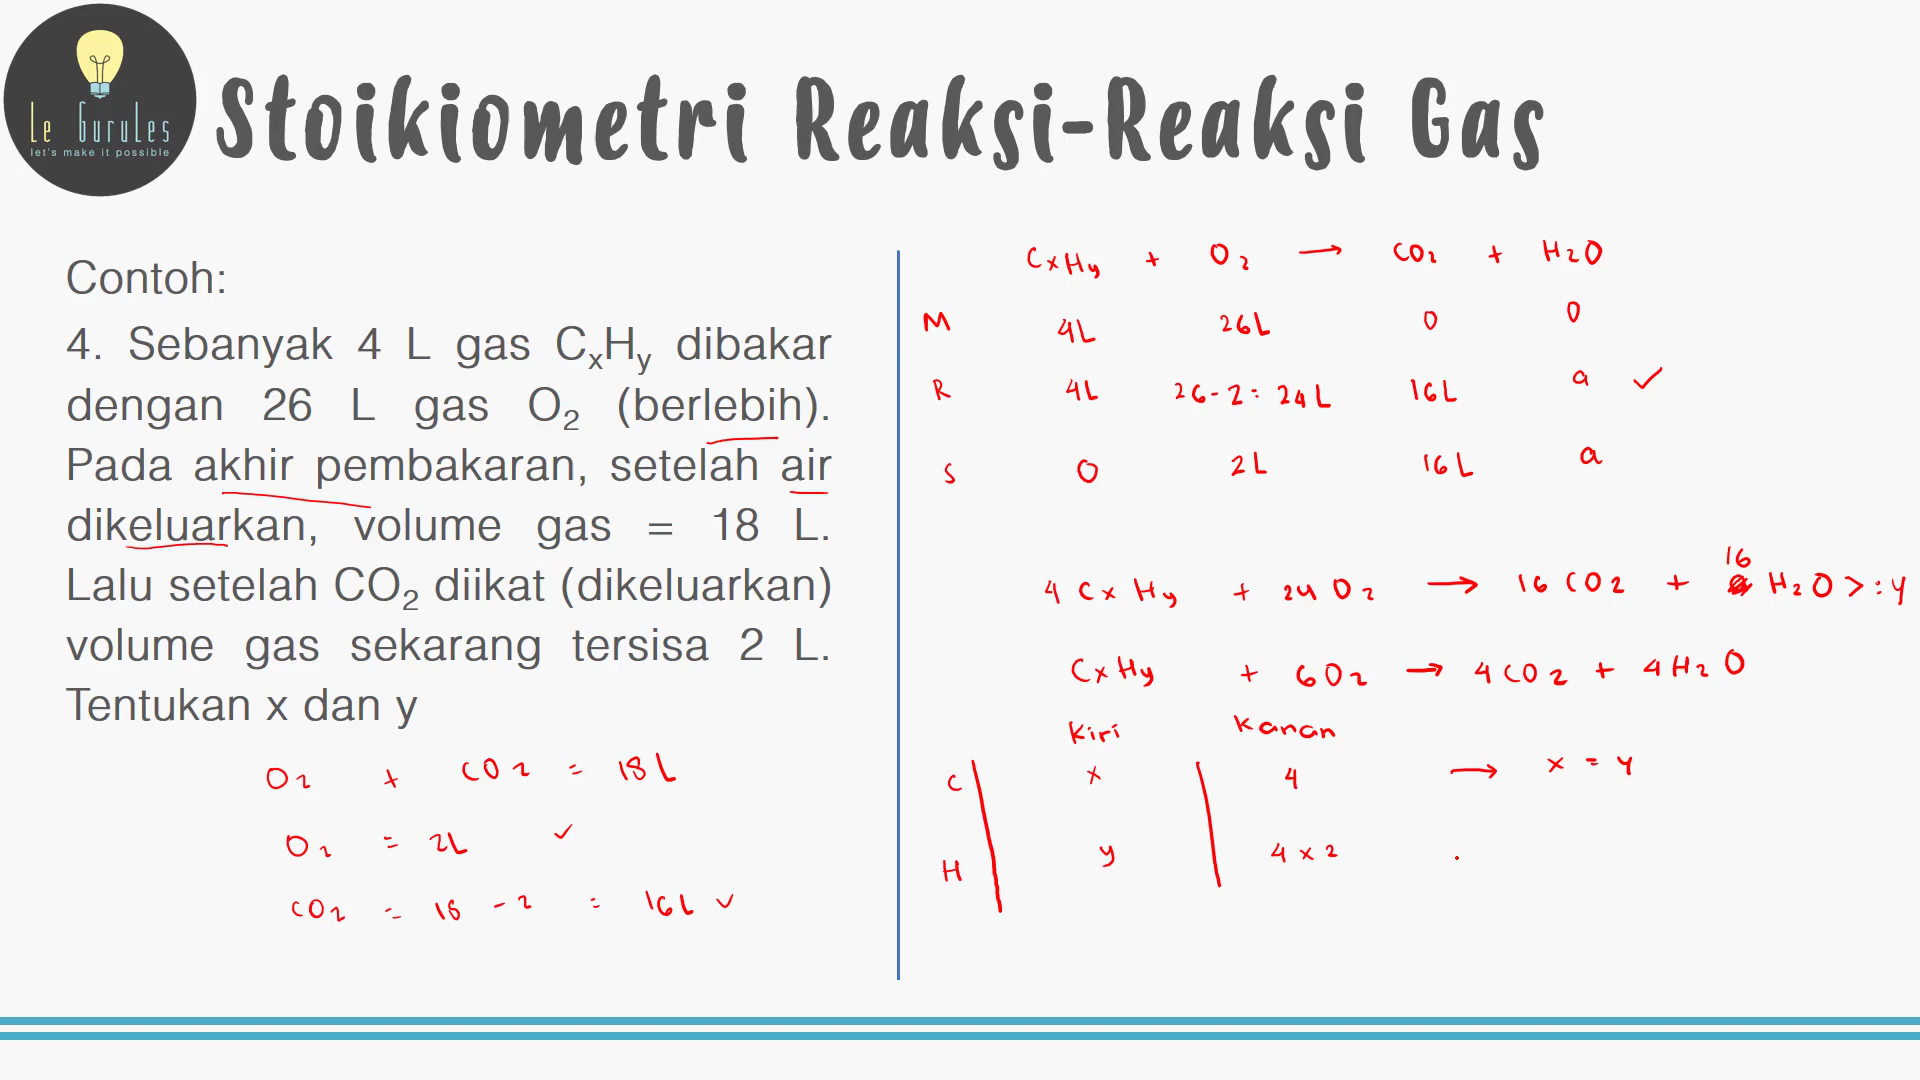 Le GuruLes
let's make it possible
Stoikiometri Reaksi-Reaksi Gas
Contoh:
4. Sebanyak 4 L gas CxHy dibakar
dengan 26 L gas O2 (berlebih).
Pada akhir pembakaran, setelah air
dikeluarkan, volume gas = 18 L.
Lalu setelah CO2 diikat (dikeluarkan)
volume gas sekarang tersisa 2 L.
Tentukan x dan y
O2 + CO2 = 18 L
O2 = 2L ✓
CO2 = 18 - 2 = 16L ✓
CxHy + O2 → CO2 + H2O
M 4L 26L 0 0
R 4L 26-2= 24L 16L a ✓
S 0 2L 16L a
16
4 CxHy + 24 O2 → 16 CO2 + H2O > : 4
CxHy + 6O2 → 4CO2 + 4H2O
Kiri Kanan
C x 4 → x = 4
H y 4 x 2